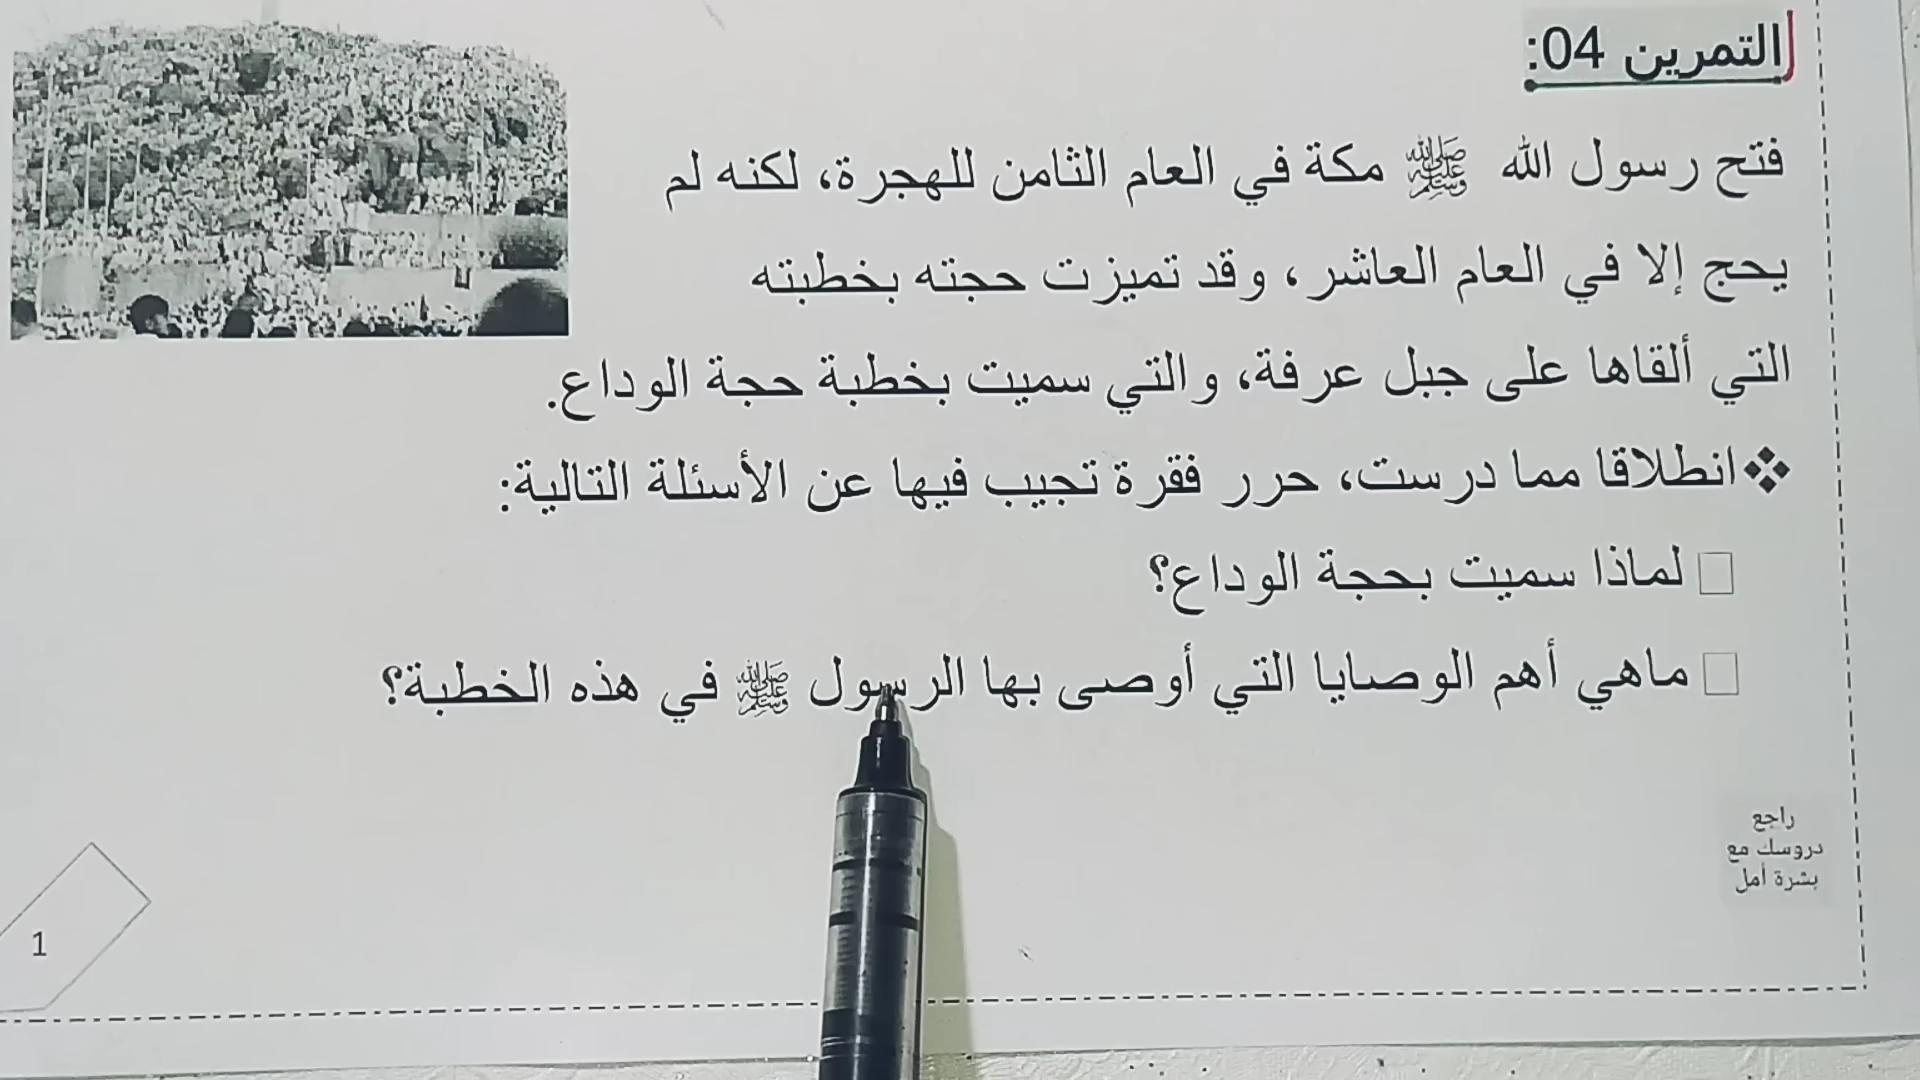 التمرين 04:
فتح رسول الله ﷺ مكة في العام الثامن للهجرة، لكنه لم
يحج إلا في العام العاشر، وقد تميزت حجته بخطبته
التي ألقاها على جبل عرفة، والتي سميت بخطبة حجة الوداع.
❖ انطلاقا مما درست، حرر فقرة تجيب فيها عن الأسئلة التالية:
□ لماذا سميت بحجة الوداع؟
□ ماهي أهم الوصايا التي أوصى بها الرسول ﷺ في هذه الخطبة؟
راجع
دروسك مع
بشرة أمل
1